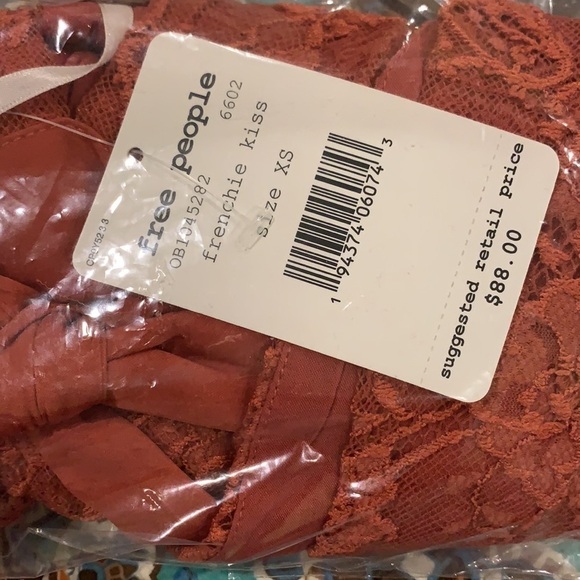 free people
OB1045282 6602
frenchie kiss
size XS
1 94374 06074 3
suggested retail price
$88.00